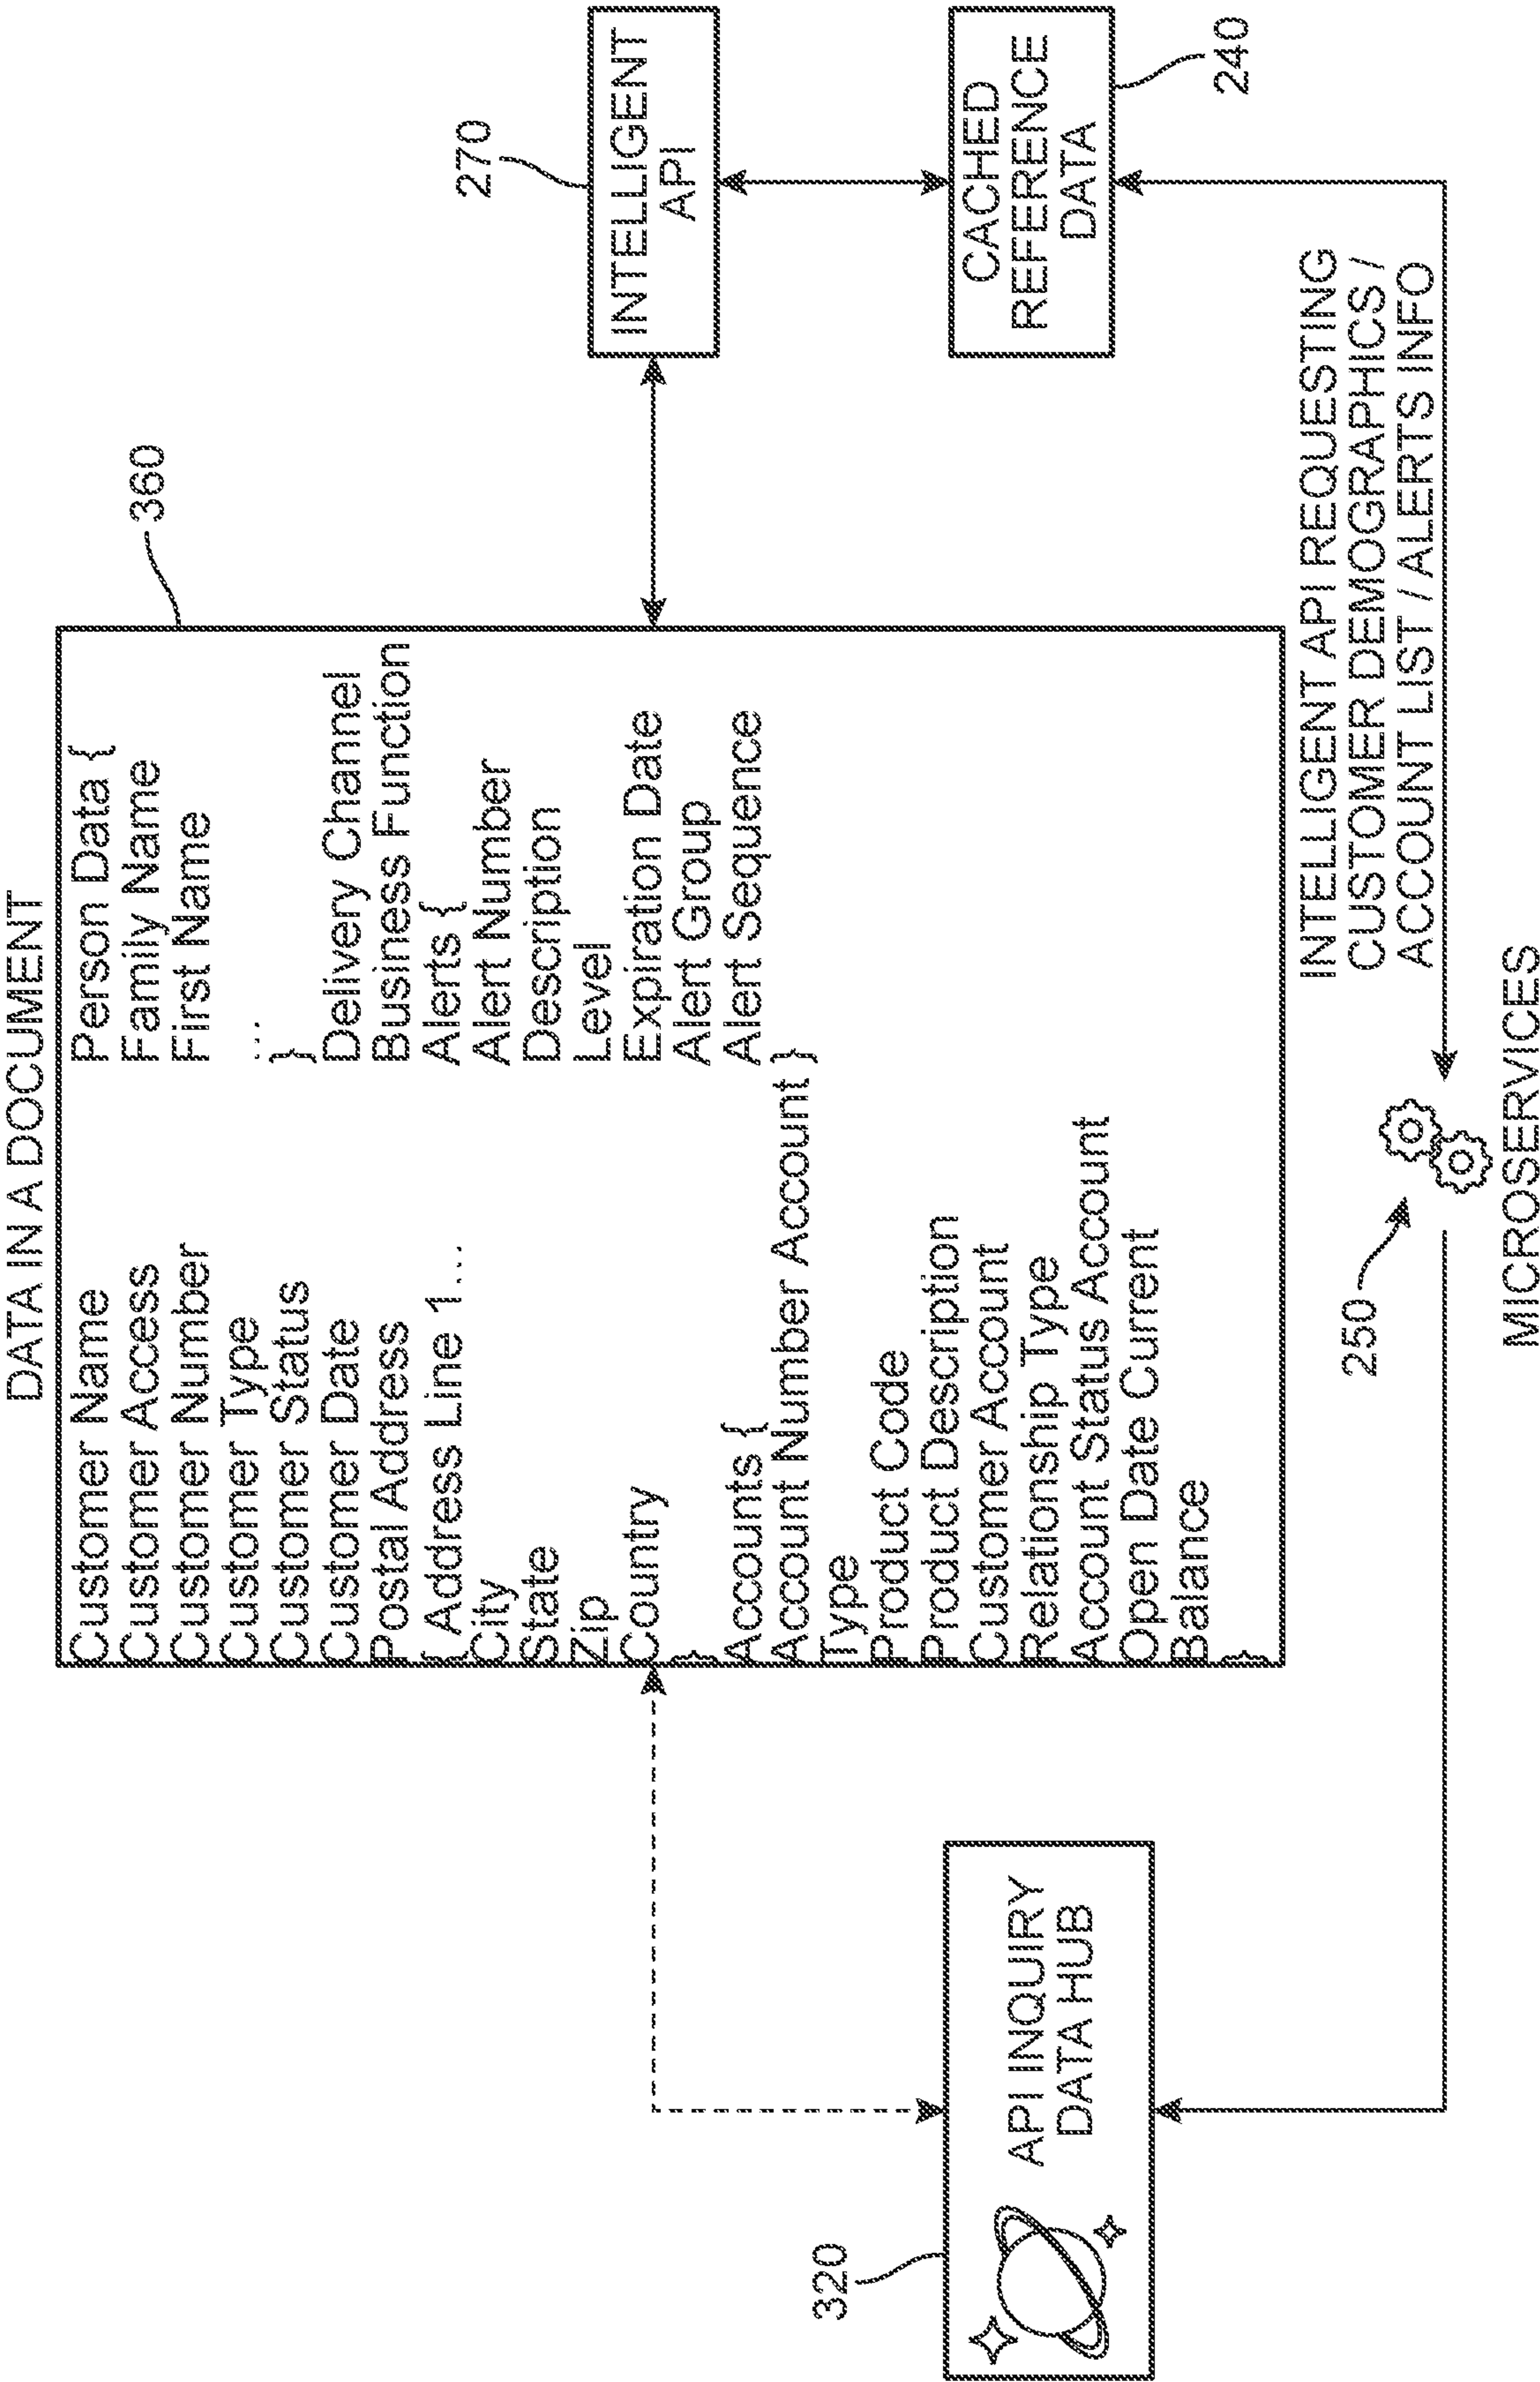 DATA IN A DOCUMENT
360
Customer Name
Customer Access
Customer Number
Customer Type
Customer Status
Customer Date
Postal Address
{ Address Line 1...
City
State
Zip
Country
}
Accounts {
Account Number Account }
Type
Product Code
Product Description
Customer Account
Relationship Type
Account Status Account
Open Date Current
Balance
}
Person Data {
Family Name
First Name
...
}
Delivery Channel
Business Function
Alerts {
Alert Number
Description
Level
Expiration Date
Alert Group
Alert Sequence
270
INTELLIGENT
API
320
API INQUIRY
DATA HUB
CACHED
REFERENCE
DATA
240
INTELLIGENT API REQUESTING
CUSTOMER DEMOGRAPHICS /
ACCOUNT LIST / ALERTS INFO
250
MICROSERVICES